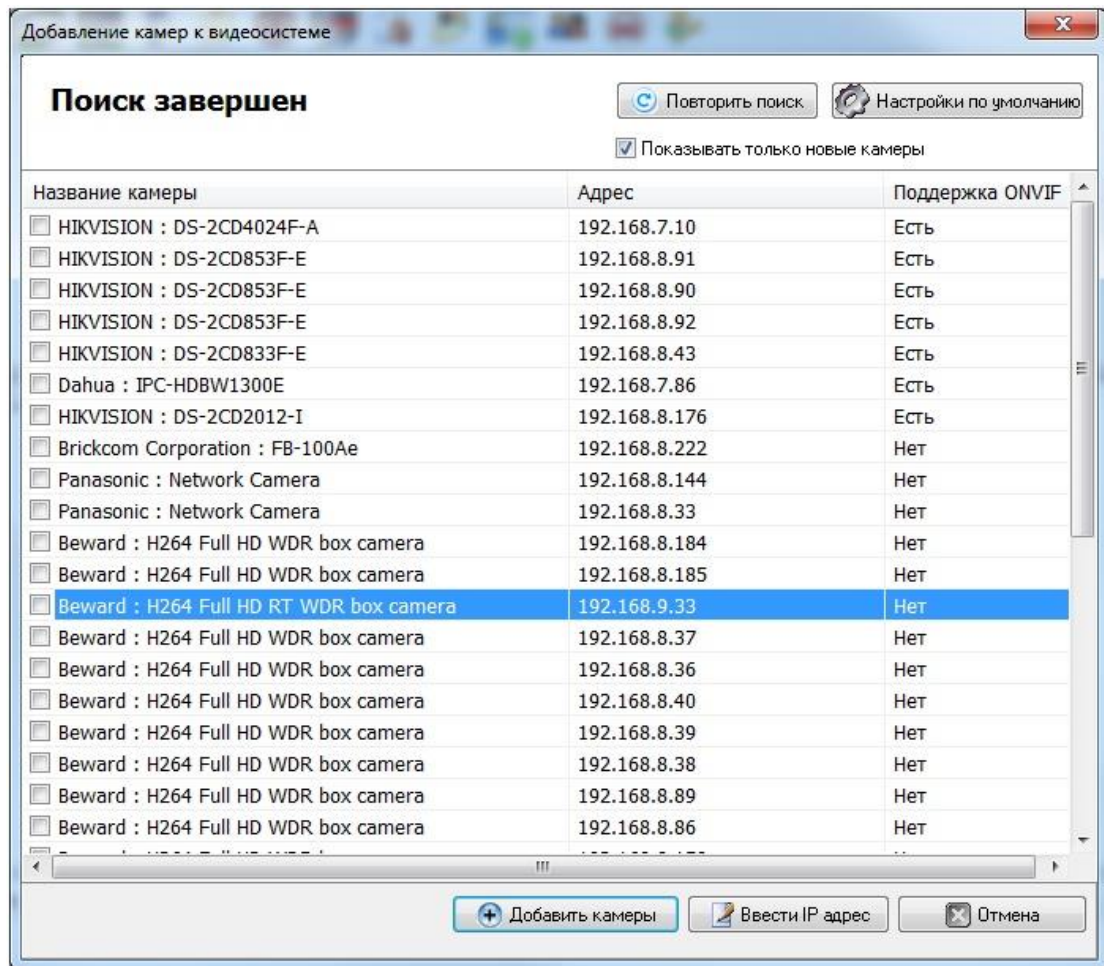 Добавление камер к видеосистеме
Поиск завершен
Повторить поиск Настройки по умолчанию
Показывать только новые камеры
Название камеры Адрес Поддержка ONVIF
HIKVISION : DS-2CD4024F-A 192.168.7.10 Есть
HIKVISION : DS-2CD853F-E 192.168.8.91 Есть
HIKVISION : DS-2CD853F-E 192.168.8.90 Есть
HIKVISION : DS-2CD853F-E 192.168.8.92 Есть
HIKVISION : DS-2CD833F-E 192.168.8.43 Есть
Dahua : IPC-HDBW1300E 192.168.7.86 Есть
HIKVISION : DS-2CD2012-I 192.168.8.176 Есть
Brickcom Corporation : FB-100Ae 192.168.8.222 Нет
Panasonic : Network Camera 192.168.8.144 Нет
Panasonic : Network Camera 192.168.8.33 Нет
Beward : H264 Full HD WDR box camera 192.168.8.184 Нет
Beward : H264 Full HD WDR box camera 192.168.8.185 Нет
Beward : H264 Full HD RT WDR box camera 192.168.9.33 Нет
Beward : H264 Full HD WDR box camera 192.168.8.37 Нет
Beward : H264 Full HD WDR box camera 192.168.8.36 Нет
Beward : H264 Full HD WDR box camera 192.168.8.40 Нет
Beward : H264 Full HD WDR box camera 192.168.8.39 Нет
Beward : H264 Full HD WDR box camera 192.168.8.38 Нет
Beward : H264 Full HD WDR box camera 192.168.8.89 Нет
Beward : H264 Full HD WDR box camera 192.168.8.86 Нет
Добавить камеры Ввести IP адрес Отмена